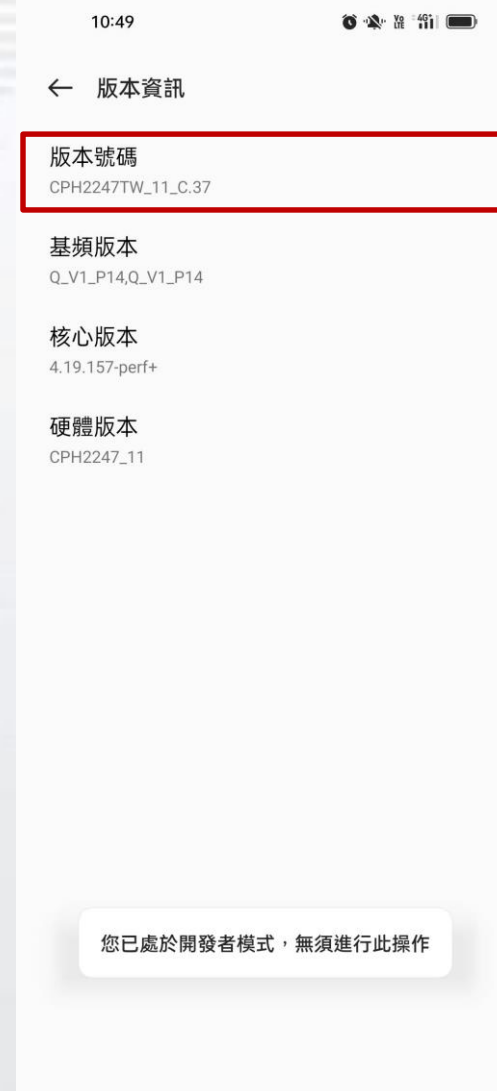 10:49 VoLTE 4G
← 版本資訊
版本號碼
CPH2247TW_11_C.37
基頻版本
Q_V1_P14,Q_V1_P14
核心版本
4.19.157-perf+
硬體版本
CPH2247_11
您已處於開發者模式，無須進行此操作